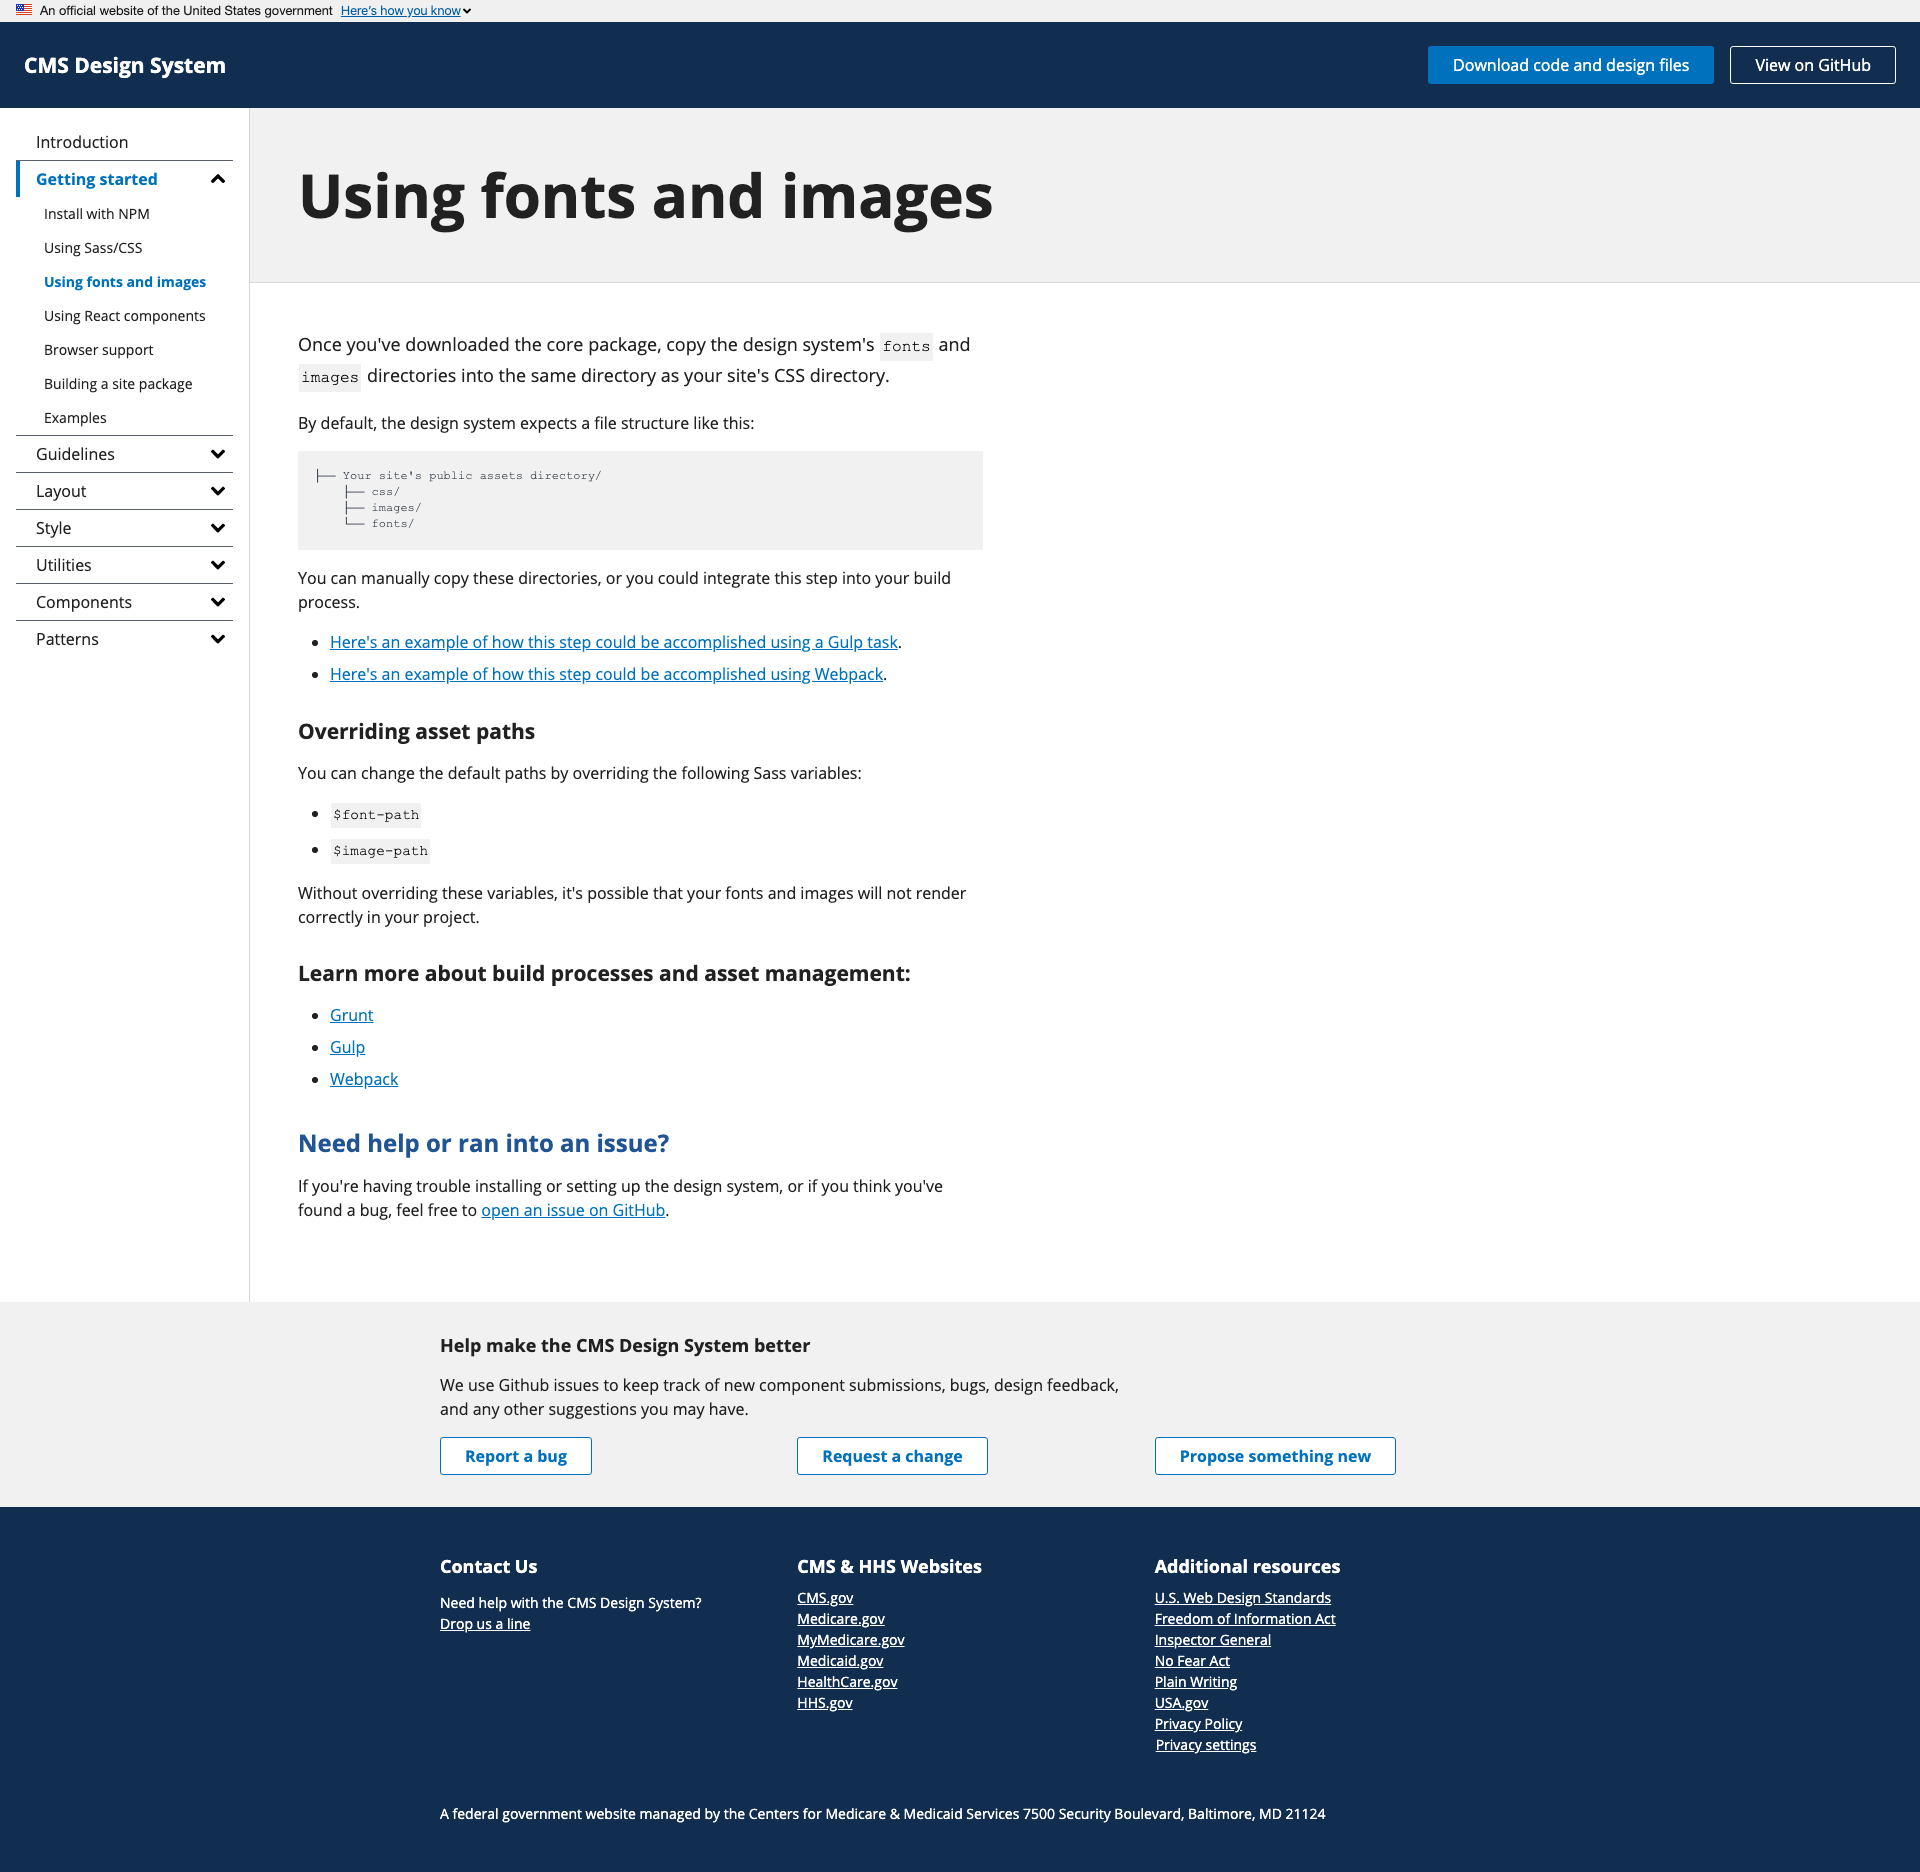 An official website of the United States government Here's how you know
CMS Design System
Download code and design files
View on GitHub
Introduction
Getting started
Install with NPM
Using Sass/CSS
Using fonts and images
Using React components
Browser support
Building a site package
Examples
Guidelines
Layout
Style
Utilities
Components
Patterns
Using fonts and images
Once you've downloaded the core package, copy the design system's fonts and
images directories into the same directory as your site's CSS directory.
By default, the design system expects a file structure like this:
├── Your site's public assets directory/
    ├── css/
    ├── images/
    └── fonts/
You can manually copy these directories, or you could integrate this step into your build
process.
• Here's an example of how this step could be accomplished using a Gulp task.
• Here's an example of how this step could be accomplished using Webpack.
Overriding asset paths
You can change the default paths by overriding the following Sass variables:
• $font-path
• $image-path
Without overriding these variables, it's possible that your fonts and images will not render
correctly in your project.
Learn more about build processes and asset management:
• Grunt
• Gulp
• Webpack
Need help or ran into an issue?
If you're having trouble installing or setting up the design system, or if you think you've
found a bug, feel free to open an issue on GitHub.
Help make the CMS Design System better
We use Github issues to keep track of new component submissions, bugs, design feedback,
and any other suggestions you may have.
Report a bug
Request a change
Propose something new
Contact Us
Need help with the CMS Design System?
Drop us a line
CMS & HHS Websites
CMS.gov
Medicare.gov
MyMedicare.gov
Medicaid.gov
HealthCare.gov
HHS.gov
Additional resources
U.S. Web Design Standards
Freedom of Information Act
Inspector General
No Fear Act
Plain Writing
USA.gov
Privacy Policy
Privacy settings
A federal government website managed by the Centers for Medicare & Medicaid Services 7500 Security Boulevard, Baltimore, MD 21124